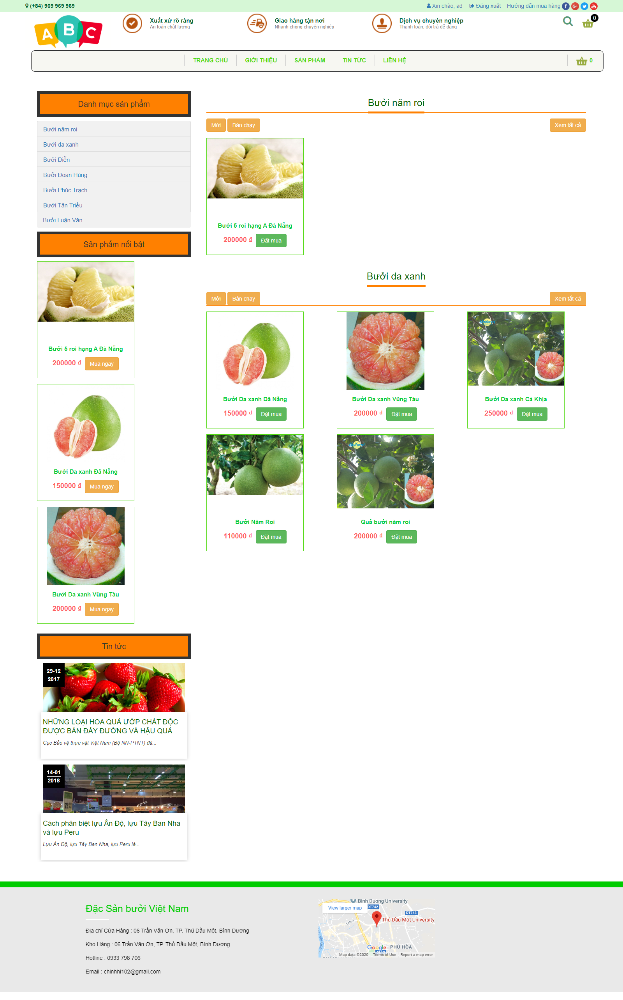 (+84) 969 969 969
Xin chào, ad
Đăng xuất
Hướng dẫn mua hàng
ABC
Xuất xứ rõ ràng
An toàn chất lượng
Giao hàng tận nơi
Nhanh chóng chuyên nghiệp
Dịch vụ chuyên nghiệp
Thanh toán, đổi trả dễ dàng
0
TRANG CHỦ
GIỚI THIỆU
SẢN PHẨM
TIN TỨC
LIÊN HỆ
0
Danh mục sản phẩm
Bưởi năm roi
Bưởi da xanh
Bưởi Diễn
Bưởi Đoan Hùng
Bưởi Phúc Trạch
Bưởi Tân Triều
Bưởi Luận Văn
Sản phẩm nổi bật
Bưởi 5 roi hạng A Đà Nẵng
200000 ₫ Mua ngay
Bưởi Da xanh Đã Nẵng
150000 ₫ Mua ngay
Bưởi Da xanh Vũng Tàu
200000 ₫ Mua ngay
Tin tức
29-12
2017
NHỮNG LOẠI HOA QUẢ ƯỚP CHẤT ĐỘC
ĐƯỢC BÁN ĐẦY ĐƯỜNG VÀ HẬU QUẢ
Cục Bảo vệ thực vật Việt Nam (Bộ NN-PTNT) đã...
14-01
2018
Cách phân biệt lựu Ấn Độ, lựu Tây Ban Nha
và lựu Peru
Lựu Ấn Độ, lựu Tây Ban Nha, lựu Peru là...
Bưởi năm roi
Mới
Bán chạy
Xem tất cả
Bưởi 5 roi hạng A Đà Nẵng
200000 ₫ Đặt mua
Bưởi da xanh
Mới
Bán chạy
Xem tất cả
Bưởi Da xanh Đã Nẵng
150000 ₫ Đặt mua
Bưởi Da xanh Vũng Tàu
200000 ₫ Đặt mua
Bưởi Da xanh Cà Khịa
250000 ₫ Đặt mua
Bưởi Năm Roi
110000 ₫ Đặt mua
Quả bưởi năm roi
200000 ₫ Đặt mua
Đặc Sản bưởi Việt Nam
Địa chỉ Cửa Hàng : 06 Trần Văn Ơn, TP. Thủ Dầu Một, Bình Dương
Kho Hàng : 06 Trần Văn Ơn, TP. Thủ Dầu Một, Bình Dương
Hotline : 0933 798 706
Email : chinhhi102@gmail.com
Binh Duong University
View larger map
DT742
DT743
Thủ Dầu Một University
Yersin
Google
PHÚ HÒA
Map data ©2020
Terms of Use
Report a map error